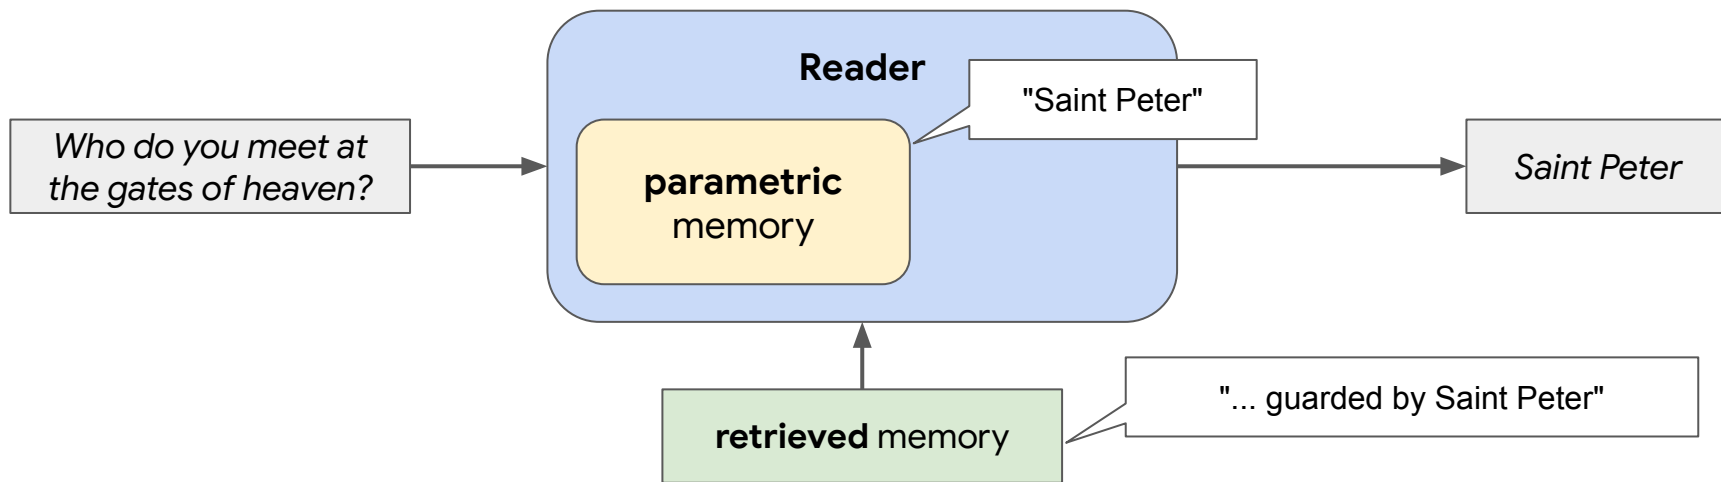 Reader
"Saint Peter"
Who do you meet at
the gates of heaven?
parametric
memory
Saint Peter
"... guarded by Saint Peter"
retrieved memory